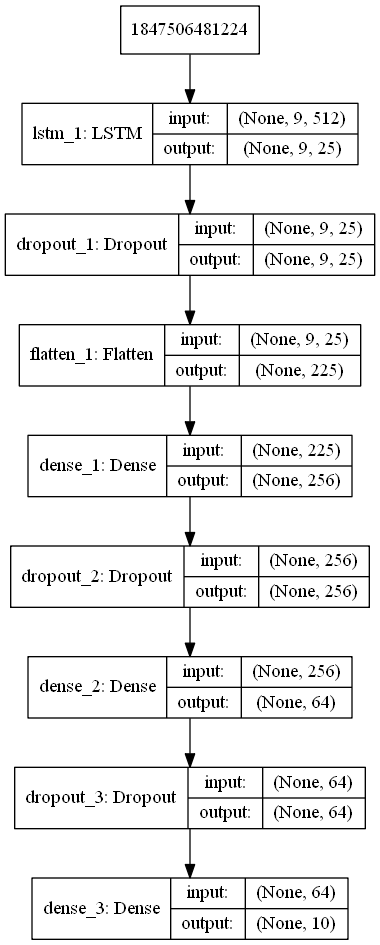 1847506481224
lstm_1: LSTM input: (None, 9, 512)
output: (None, 9, 25)
dropout_1: Dropout input: (None, 9, 25)
output: (None, 9, 25)
flatten_1: Flatten input: (None, 9, 25)
output: (None, 225)
dense_1: Dense input: (None, 225)
output: (None, 256)
dropout_2: Dropout input: (None, 256)
output: (None, 256)
dense_2: Dense input: (None, 256)
output: (None, 64)
dropout_3: Dropout input: (None, 64)
output: (None, 64)
dense_3: Dense input: (None, 64)
output: (None, 10)